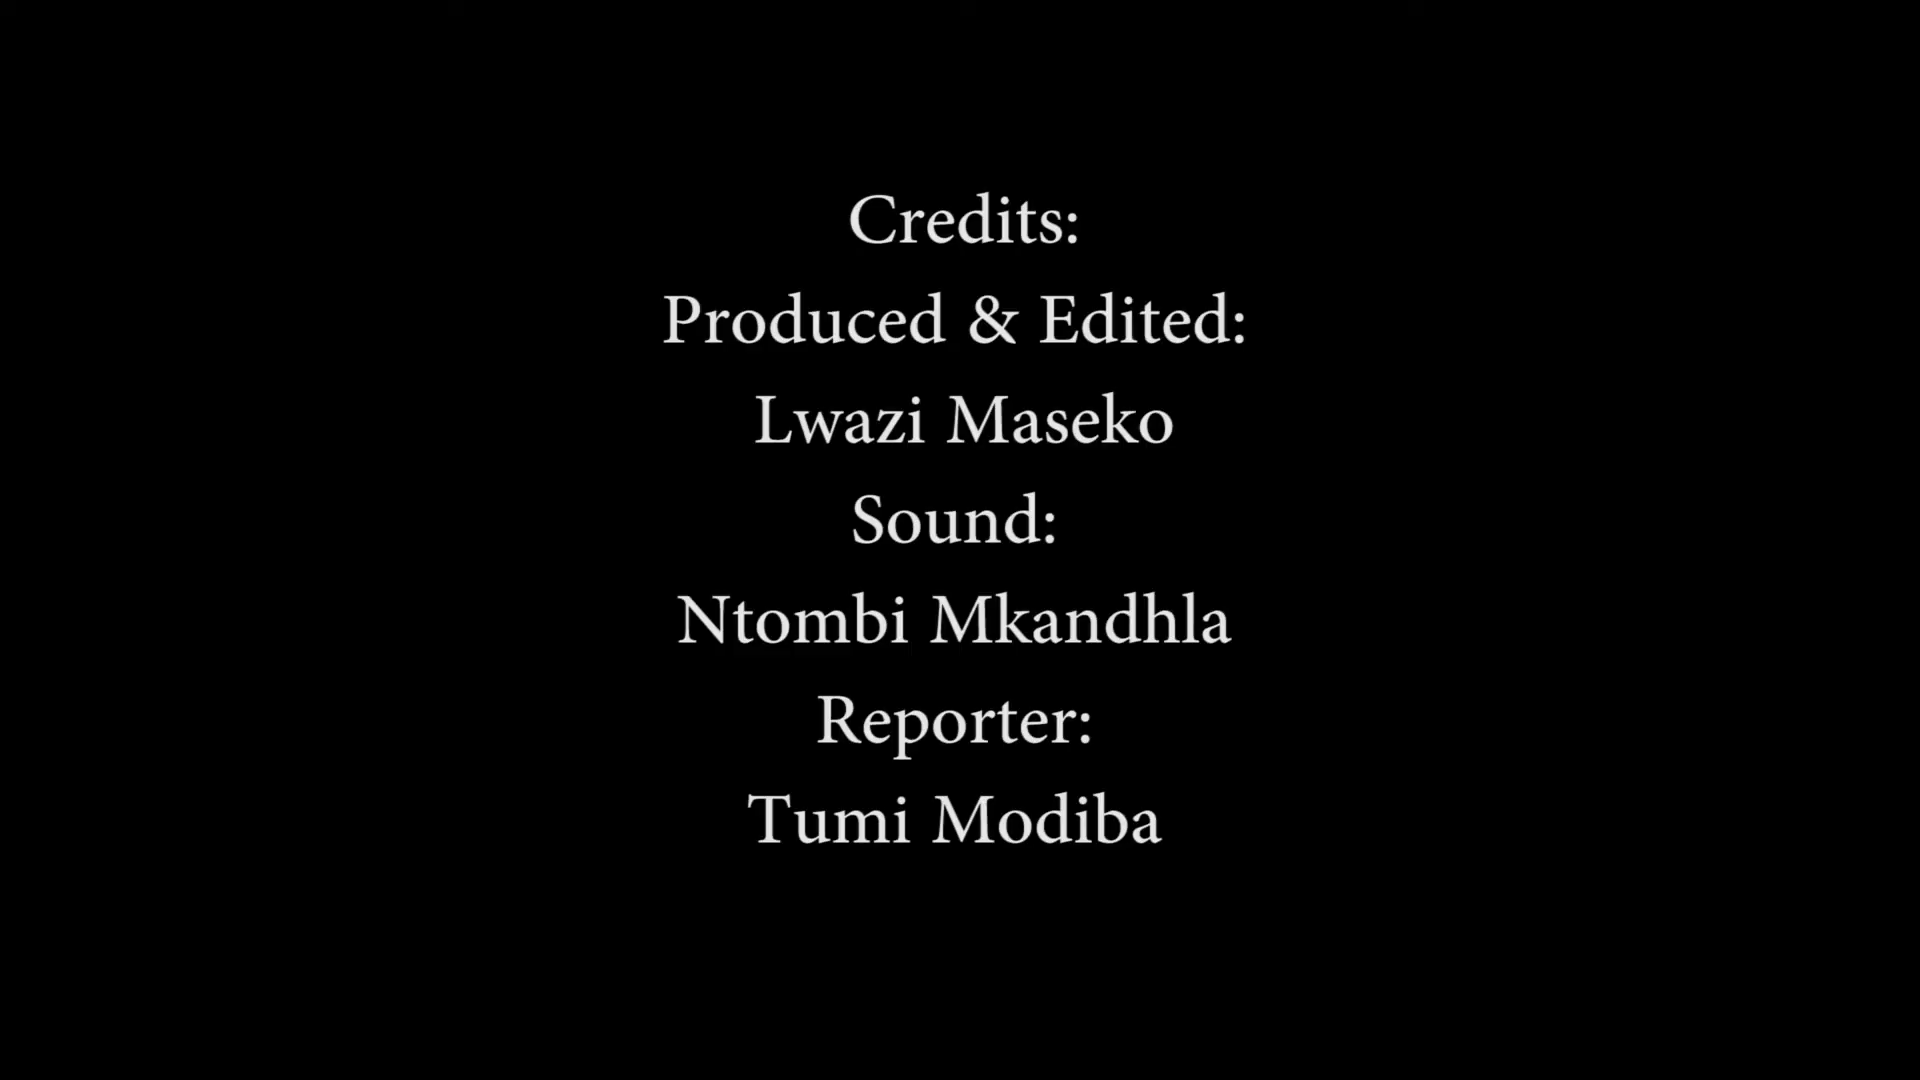 Credits:
Produced & Edited:
Lwazi Maseko
Sound:
Ntombi Mkandhla
Reporter:
Tumi Modiba